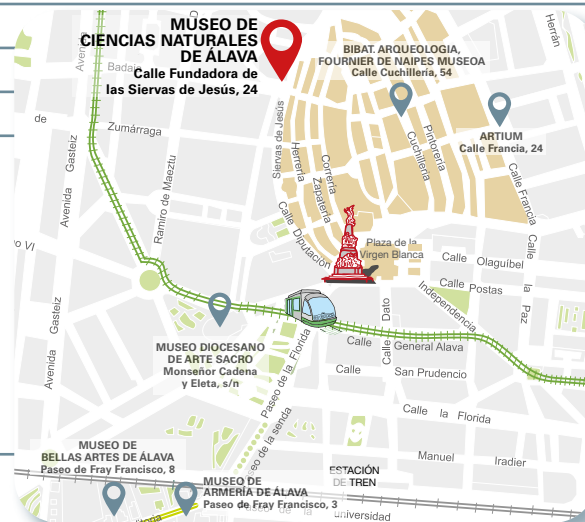 MUSEO DE
CIENCIAS NATURALES
DE ÁLAVA
Calle Fundadora de
las Siervas de Jesús, 24
BIBAT. ARQUEOLOGIA,
FOURNIER DE NAIPES MUSEOA
Calle Cuchillería, 54
ARTIUM
Calle Francia, 24
Herrán
de
Zumárraga
Avenida Gasteiz
Ramiro de Maeztu
Siervas de Jesús
Herrería
Zapatería
Correría
Cuchillería
Pintorería
Calle Francia
Calle Diputación
Plaza de la
Virgen Blanca
Calle Olaguíbel
Calle Postas
Calle la Paz
Independencia
Calle Dato
VI
Avenida Gasteiz
MUSEO DIOCESANO
DE ARTE SACRO
Monseñor Cadena
y Eleta, s/n
Paseo de la Florida
Calle General Alava
Calle San Prudencio
Calle la Florida
Manuel Iradier
de la senda
MUSEO DE
BELLAS ARTES DE ÁLAVA
Paseo de Fray Francisco, 8
MUSEO DE
ARMERÍA DE ÁLAVA
Paseo de Fray Francisco, 3
ESTACIÓN
DE TREN
universidad